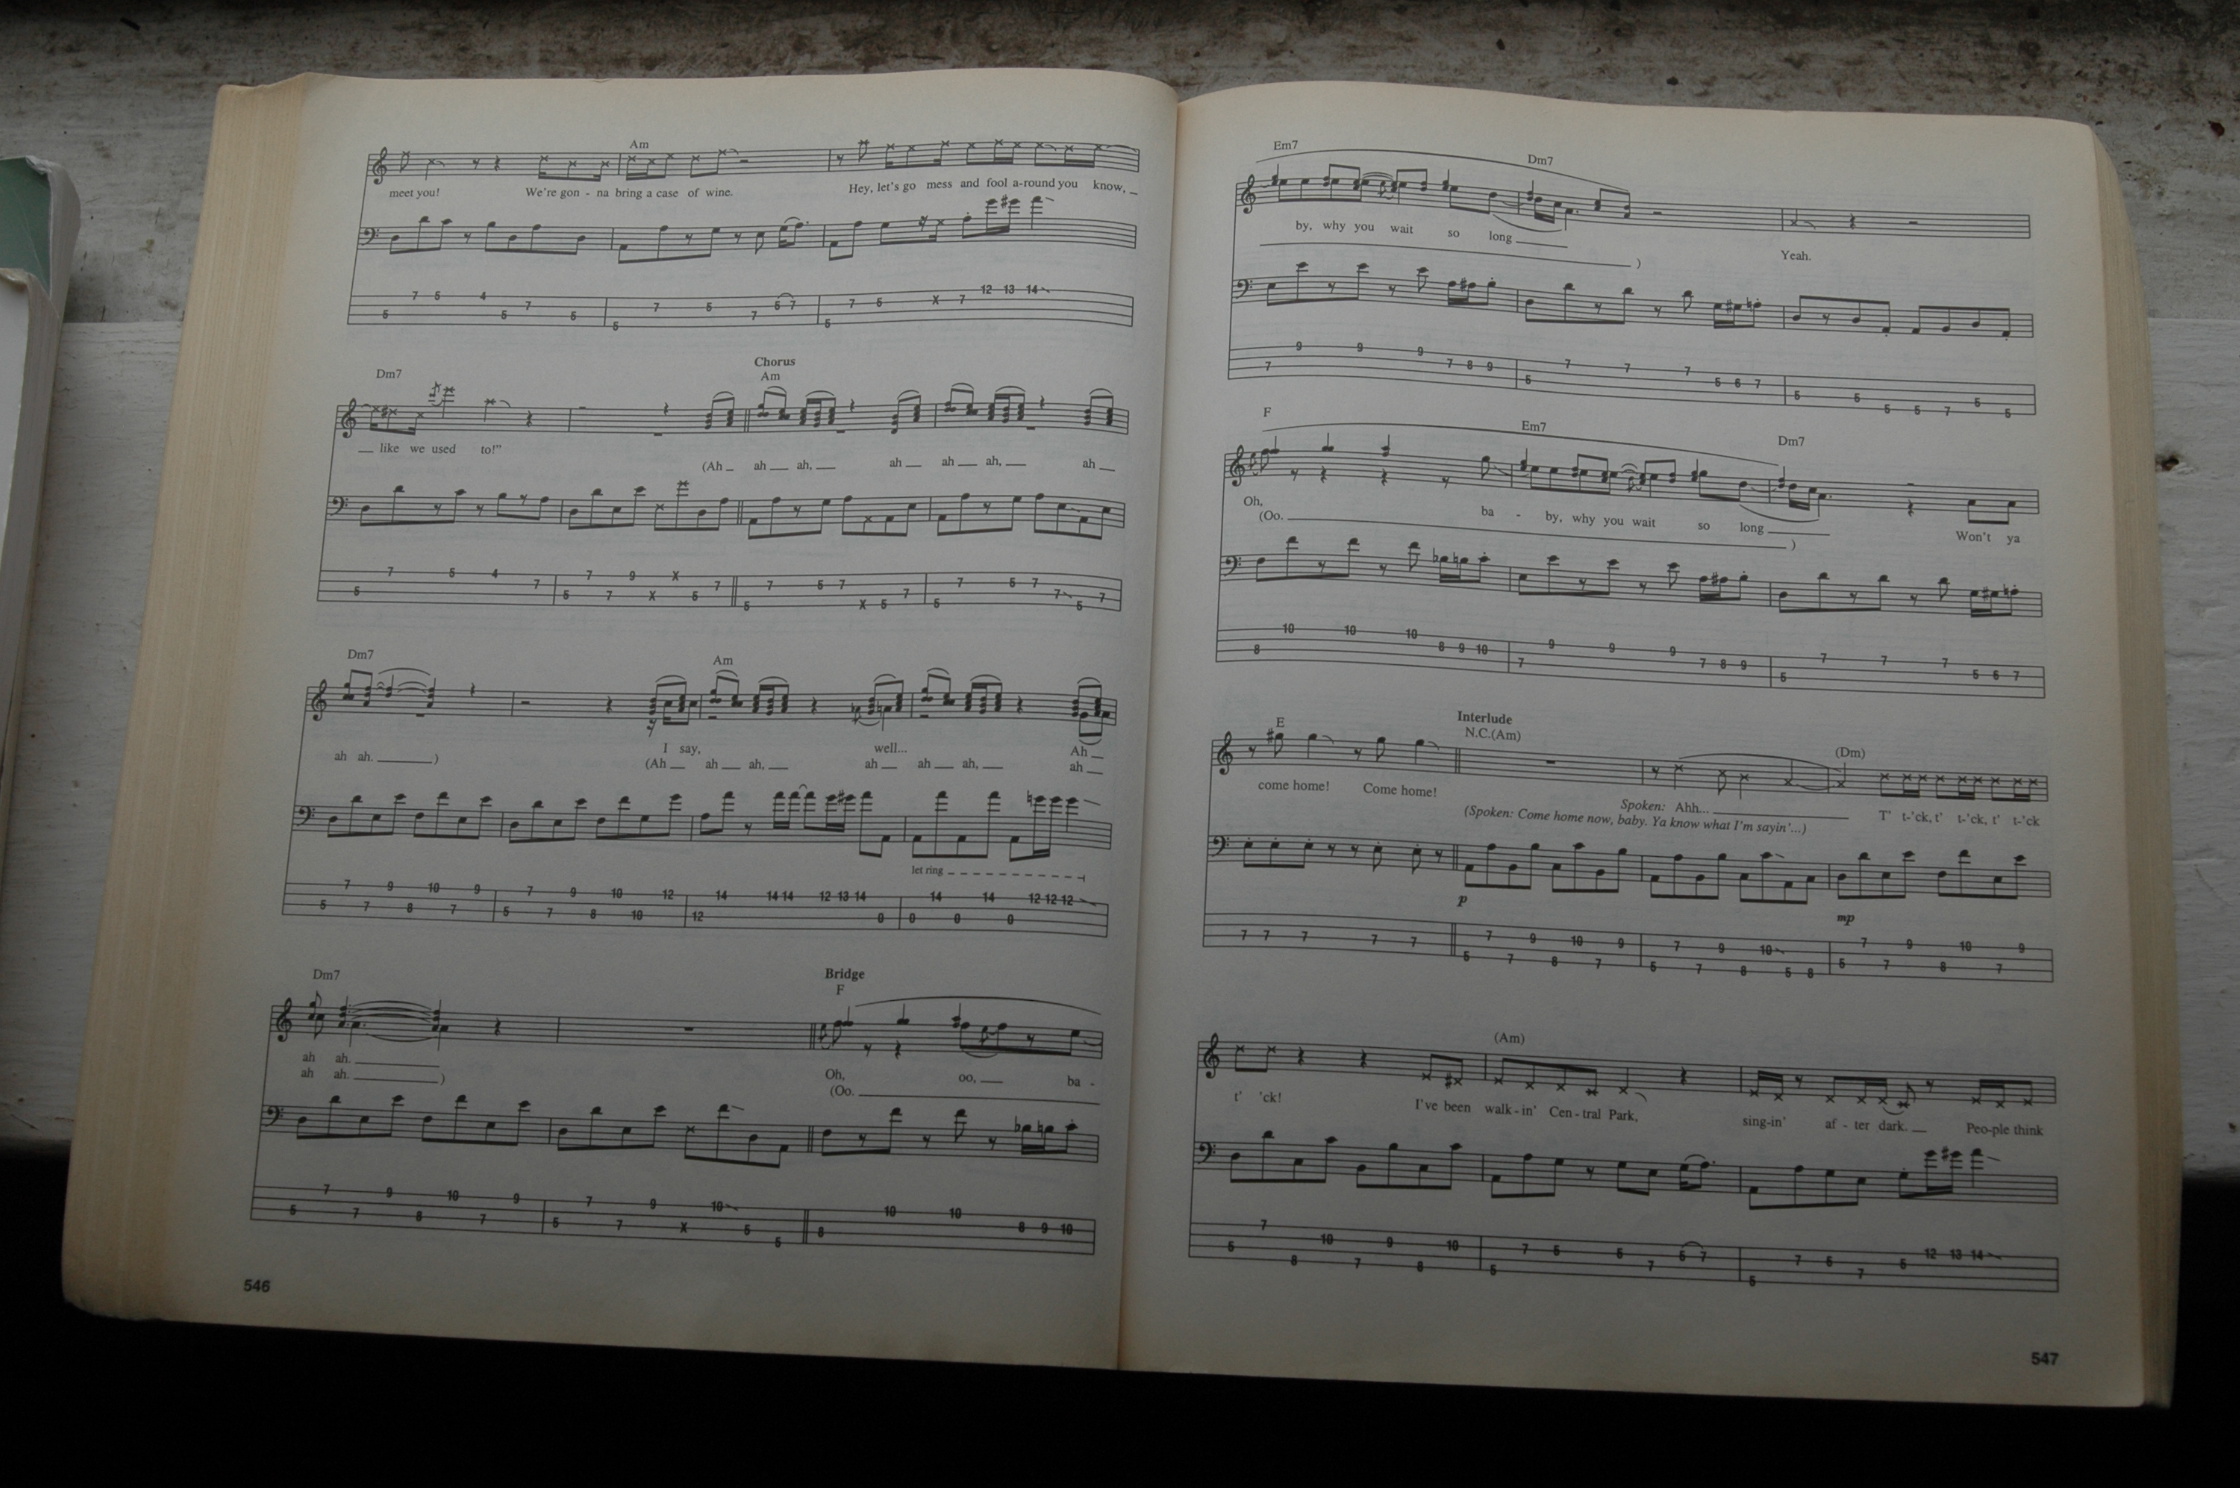 Am
meet you! We're gon - na bring a case of wine. Hey, let's go mess and fool a-round you know,
7 5 4 7 7 5 5 7 7 5 X 7 12 13 14
5 5 5 5 7 5
Dm7 Chorus
Am
like we used to!"
(Ah ah ah, ah ah ah, ah
7 5 4 7 7 9 X 7 7 5 7 7 7 5 7 7 7
5 5 7 X 5 5 X 5 5 5
Dm7 Am
I say, well... Ah
ah ah. ) (Ah ah ah, ah ah ah, ah
let ring
7 9 10 9 7 9 10 12 14 14 14 12 13 14 14 14 12 12 12
5 7 8 7 5 7 8 10 12 0 0 0 0
Dm7 Bridge
F
ah ah. Oh, oo, ba -
ah ah. ) (Oo.
7 9 10 9 7 9 10 10 10 8 9 10
5 7 8 7 5 7 X 5 5 8
546
Em7 Dm7
by, why you wait so long Yeah.
)
9 9 9 7 8 9 7 7 7 5 6 7
7 5 5 5 5 5 7 5 5
F Em7 Dm7
Oh, ba - by, why you wait so long Won't ya
(Oo. )
10 10 10 8 9 10 9 9 9 7 8 9 7 7 7 5 6 7
8 7 5
E Interlude
N.C.(Am) (Dm)
come home! Come home! Spoken: Ahh... T' t-'ck, t' t-'ck, t' t-'ck
(Spoken: Come home now, baby. Ya know what I'm sayin'...)
p mp
7 7 7 7 7 7 9 10 9 7 9 10 7 9 10 9
5 7 8 7 5 7 8 5 8 5 7 8 7
(Am)
t' 'ck! I've been walk-in' Cen-tral Park, sing-in' af - ter dark. Peo-ple think
7 10 9 10 7 5 5 5 7 7 5 5 12 13 14
5 8 7 8 5 7 5 7
547